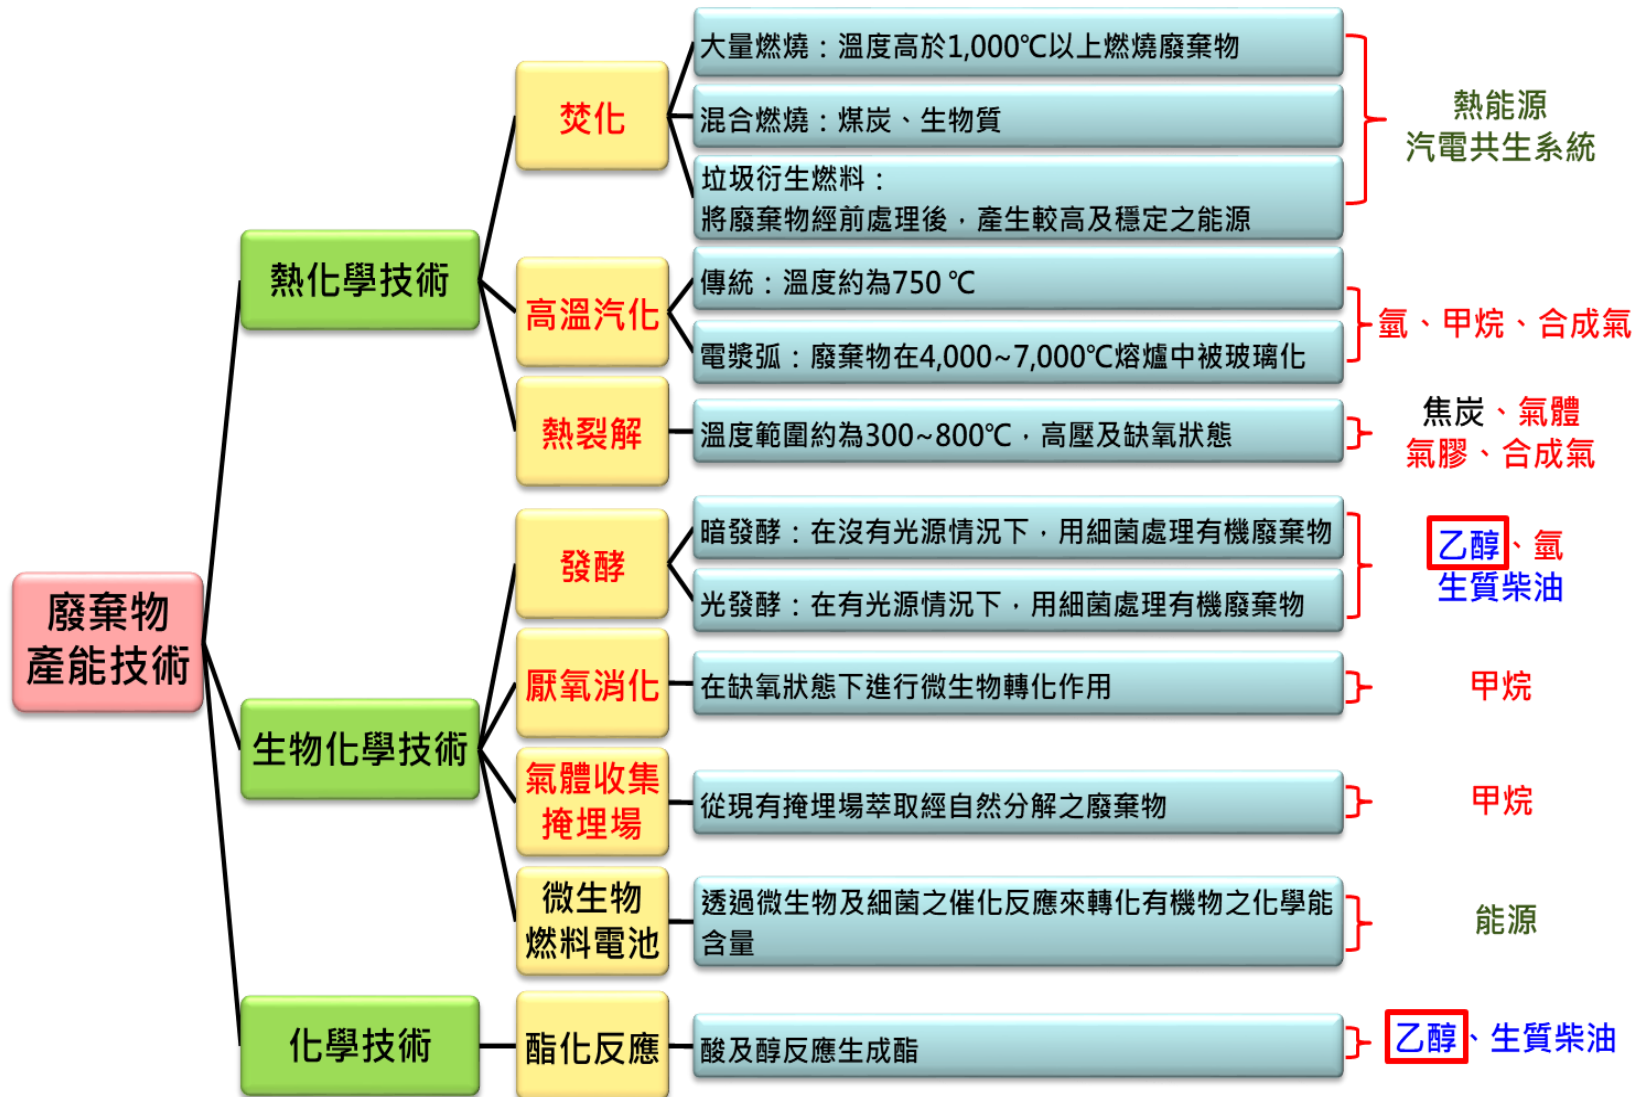 廢棄物
產能技術
熱化學技術
焚化
大量燃燒：溫度高於1,000℃以上燃燒廢棄物
混合燃燒：煤炭、生物質
垃圾衍生燃料：
將廢棄物經前處理後，產生較高及穩定之能源
熱能源
汽電共生系統
高溫汽化
傳統：溫度約為750 ℃
電漿弧：廢棄物在4,000~7,000℃熔爐中被玻璃化
氫、甲烷、合成氣
熱裂解
溫度範圍約為300~800℃，高壓及缺氧狀態
焦炭、氣體
氣膠、合成氣
生物化學技術
發酵
暗發酵：在沒有光源情況下，用細菌處理有機廢棄物
光發酵：在有光源情況下，用細菌處理有機廢棄物
乙醇、氫
生質柴油
厭氧消化
在缺氧狀態下進行微生物轉化作用
甲烷
氣體收集
掩埋場
從現有掩埋場萃取經自然分解之廢棄物
甲烷
微生物
燃料電池
透過微生物及細菌之催化反應來轉化有機物之化學能
含量
能源
化學技術
酯化反應
酸及醇反應生成酯
乙醇、生質柴油